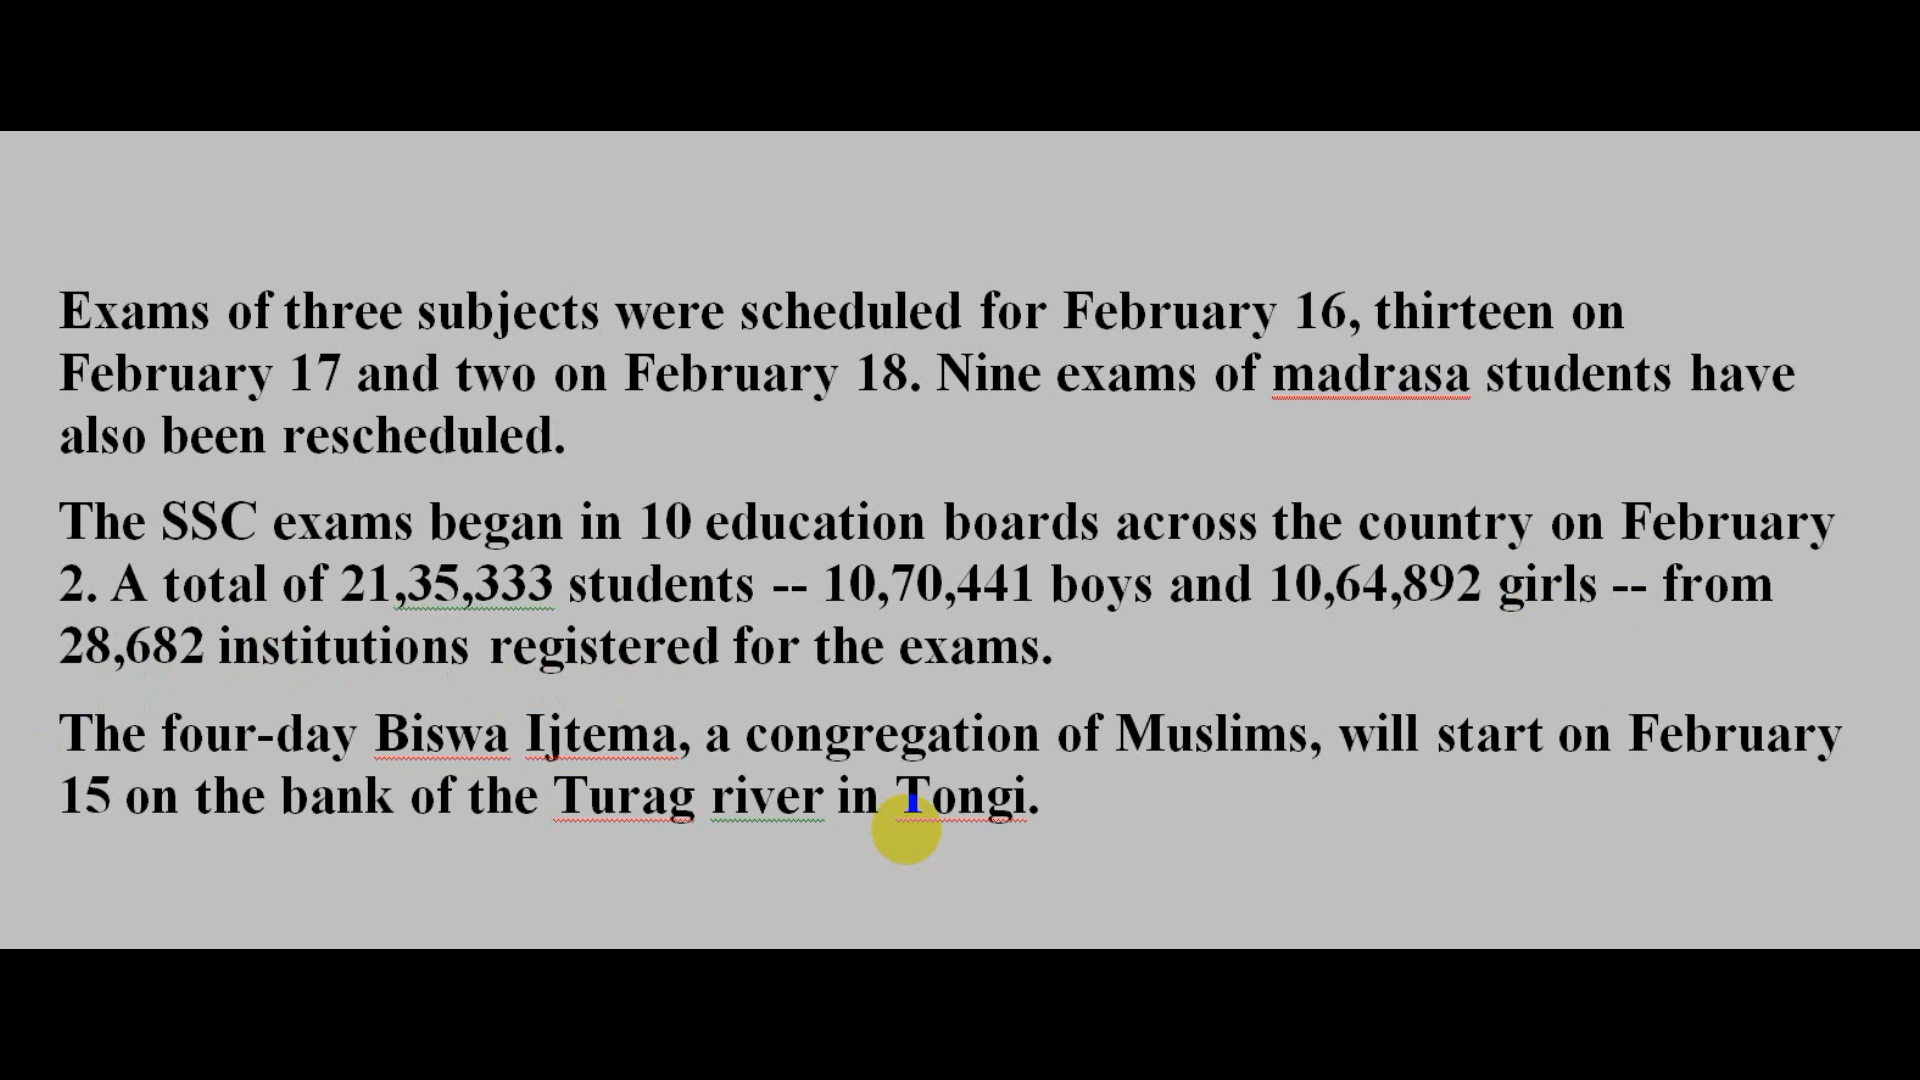 Exams of three subjects were scheduled for February 16, thirteen on
February 17 and two on February 18. Nine exams of madrasa students have
also been rescheduled.
The SSC exams began in 10 education boards across the country on February
2. A total of 21,35,333 students -- 10,70,441 boys and 10,64,892 girls -- from
28,682 institutions registered for the exams.
The four-day Biswa Ijtema, a congregation of Muslims, will start on February
15 on the bank of the Turag river in Tongi.